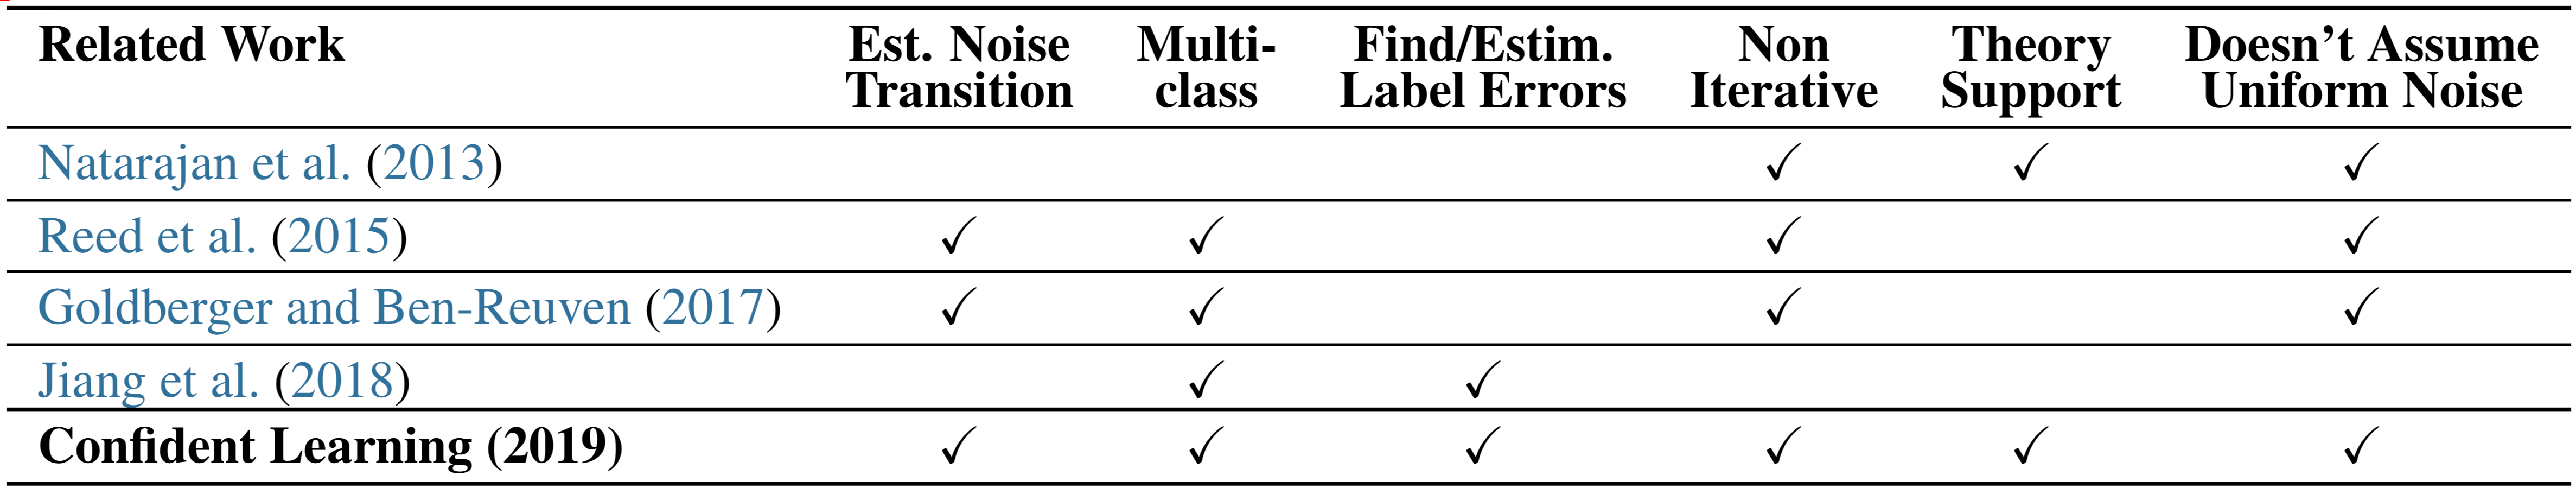 Related Work Est. Noise Multi- Find/Estim. Non Theory Doesn't Assume
Transition class Label Errors Iterative Support Uniform Noise
Natarajan et al. (2013) ✓ ✓ ✓
Reed et al. (2015) ✓ ✓ ✓ ✓
Goldberger and Ben-Reuven (2017) ✓ ✓ ✓ ✓
Jiang et al. (2018) ✓ ✓
Confident Learning (2019) ✓ ✓ ✓ ✓ ✓ ✓